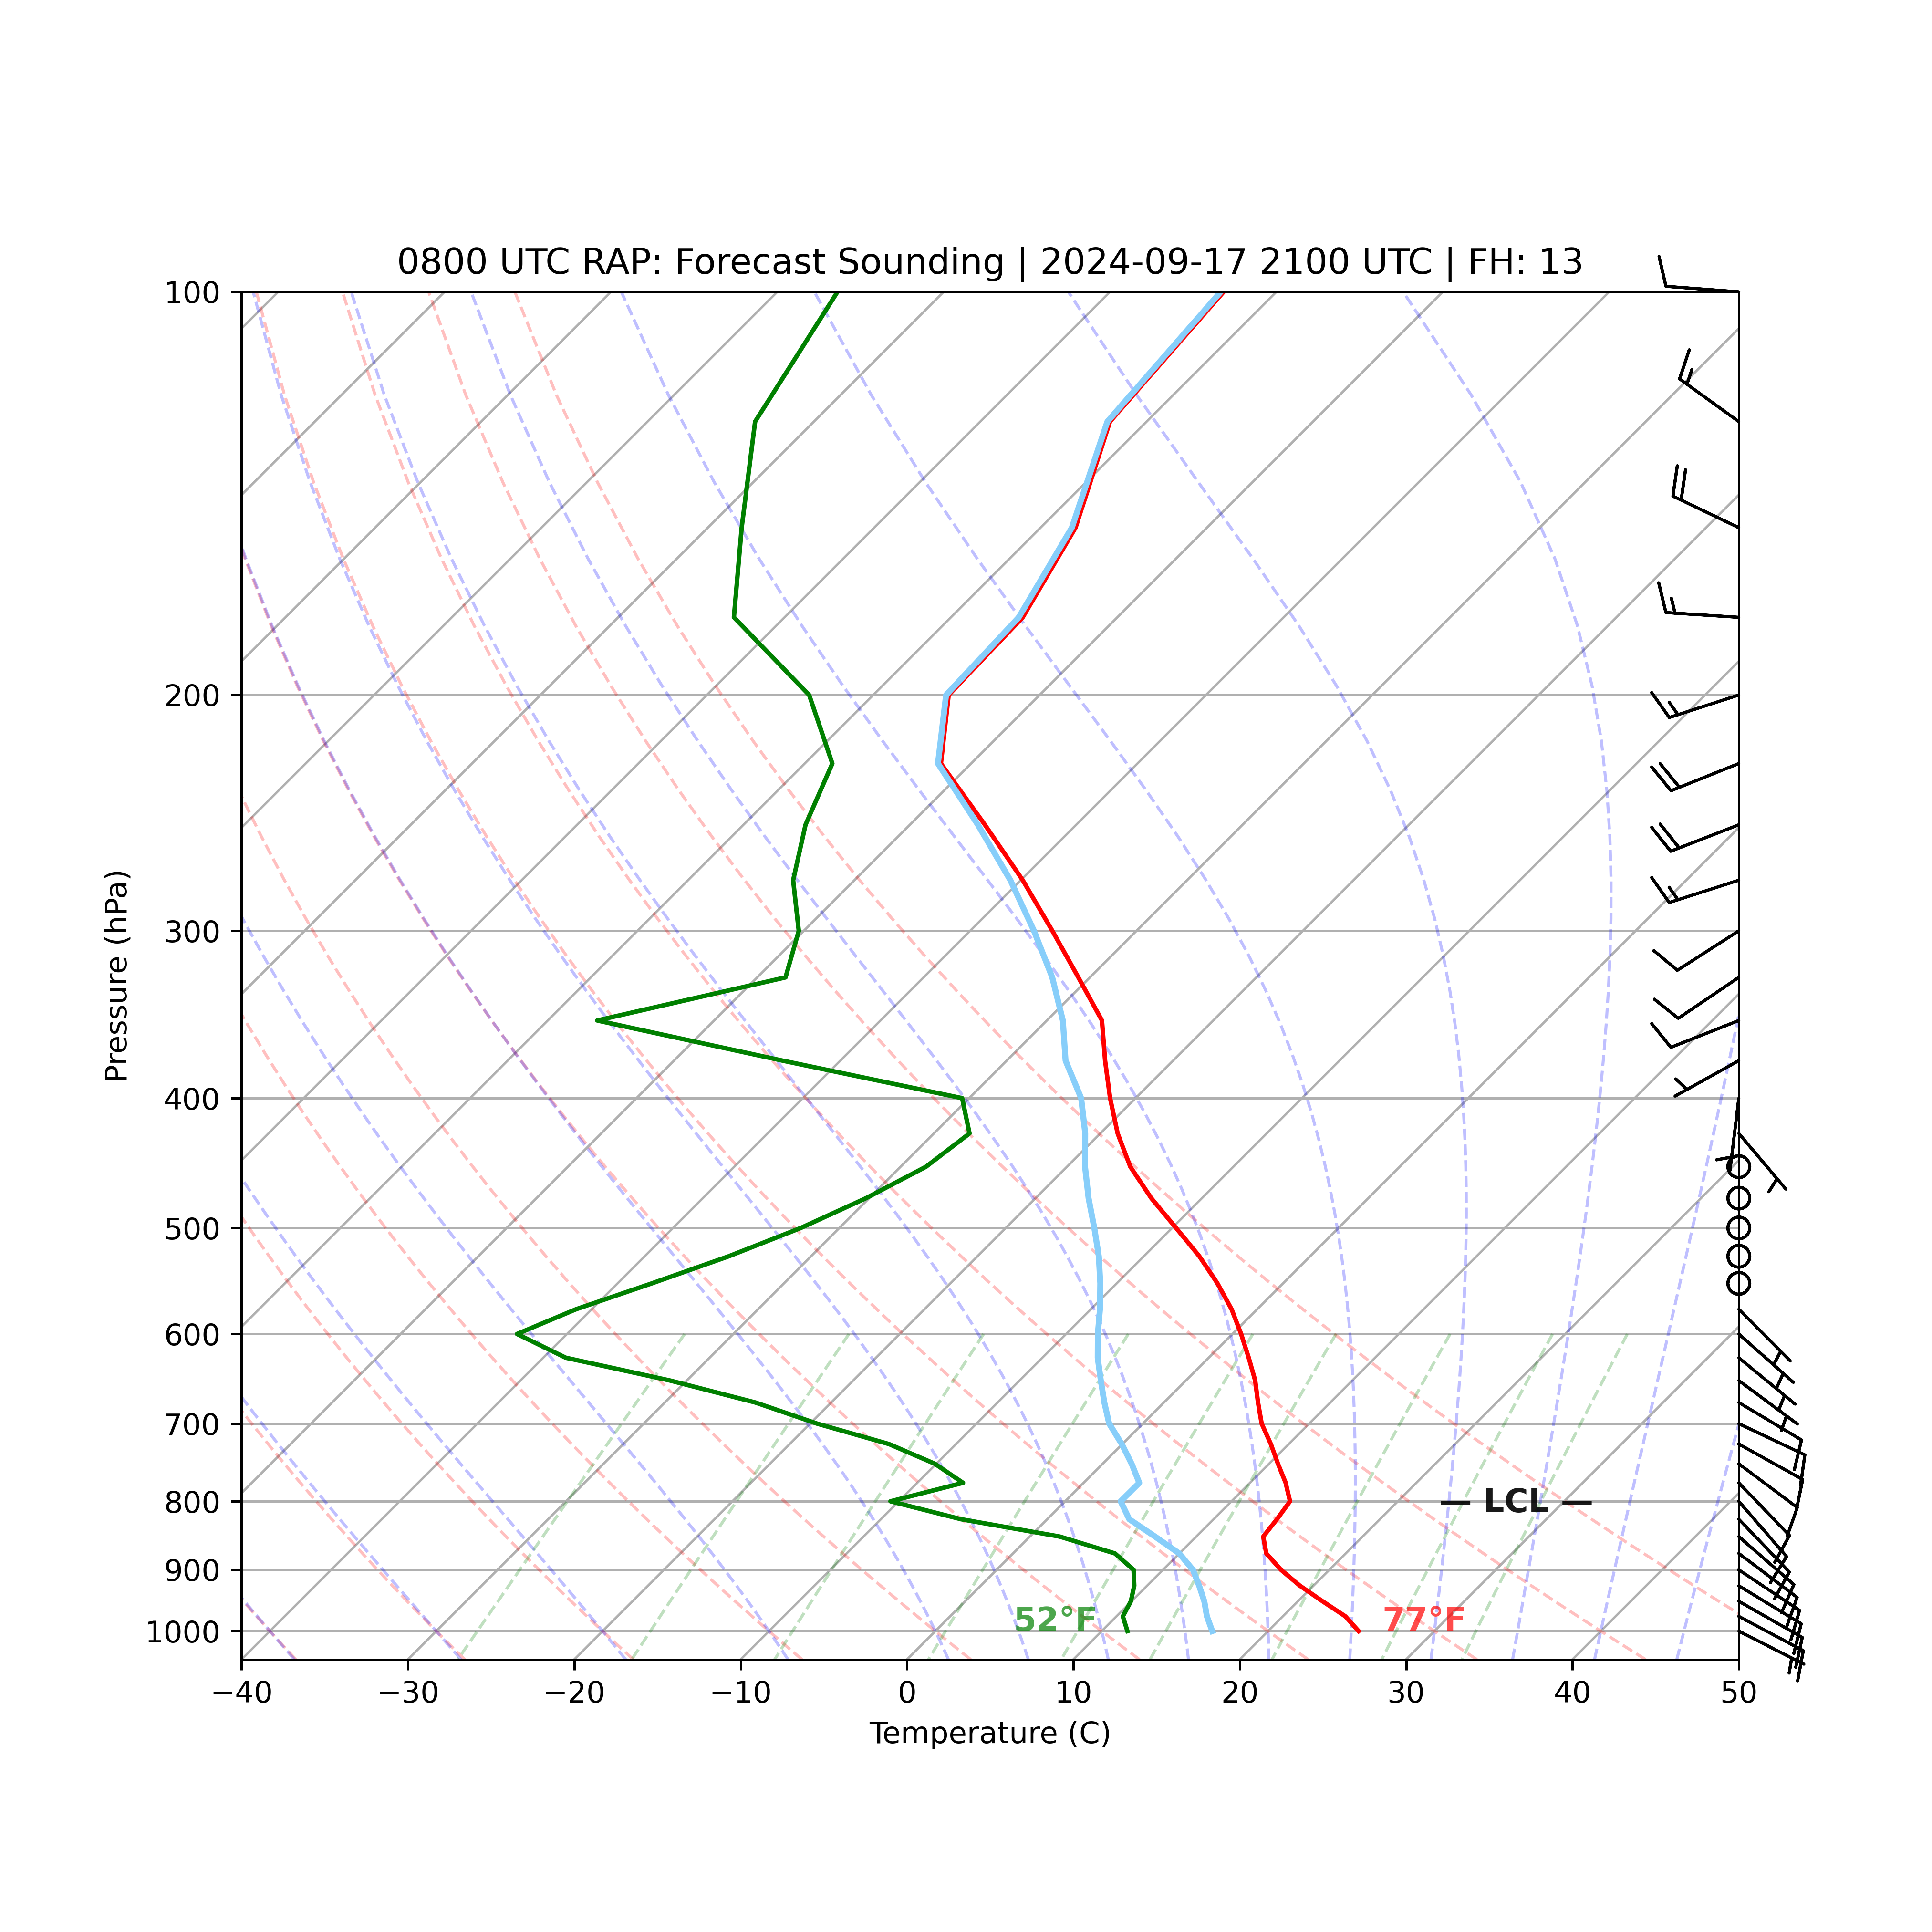 0800 UTC RAP: Forecast Sounding | 2024-09-17 2100 UTC | FH: 13
100
200
300
400
500
600
700
800
900
1000
Pressure (hPa)
— LCL —
52°F 77°F
−40 −30 −20 −10 0 10 20 30 40 50
Temperature (C)